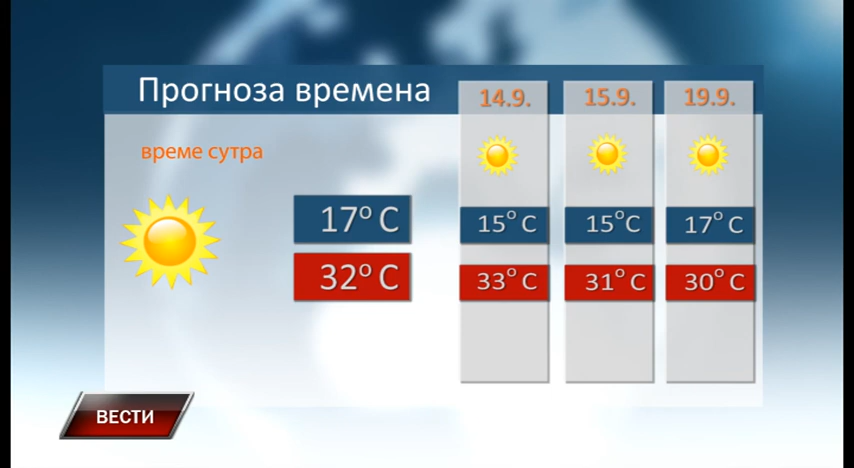 Прогноза времена
време сутра
17° C
32° C
14.9.
15° C
33° C
15.9.
15°C
31° C
19.9.
17° C
30° C
ВЕСТИ